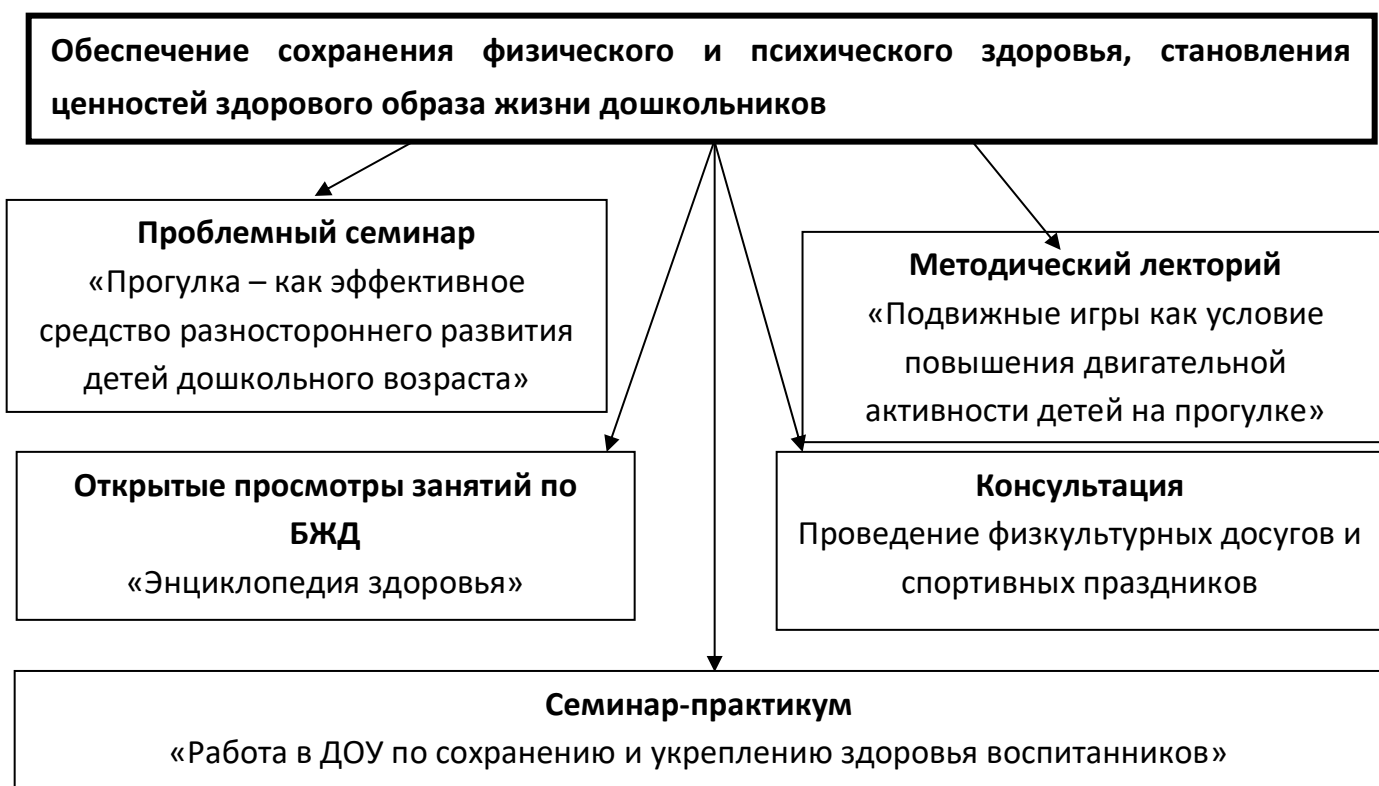 Обеспечение сохранения физического и психического здоровья, становления
ценностей здорового образа жизни дошкольников
Проблемный семинар
«Прогулка – как эффективное
средство разностороннего развития
детей дошкольного возраста»
Методический лекторий
«Подвижные игры как условие
повышения двигательной
активности детей на прогулке»
Открытые просмотры занятий по
БЖД
«Энциклопедия здоровья»
Консультация
Проведение физкультурных досугов и
спортивных праздников
Семинар-практикум
«Работа в ДОУ по сохранению и укреплению здоровья воспитанников»